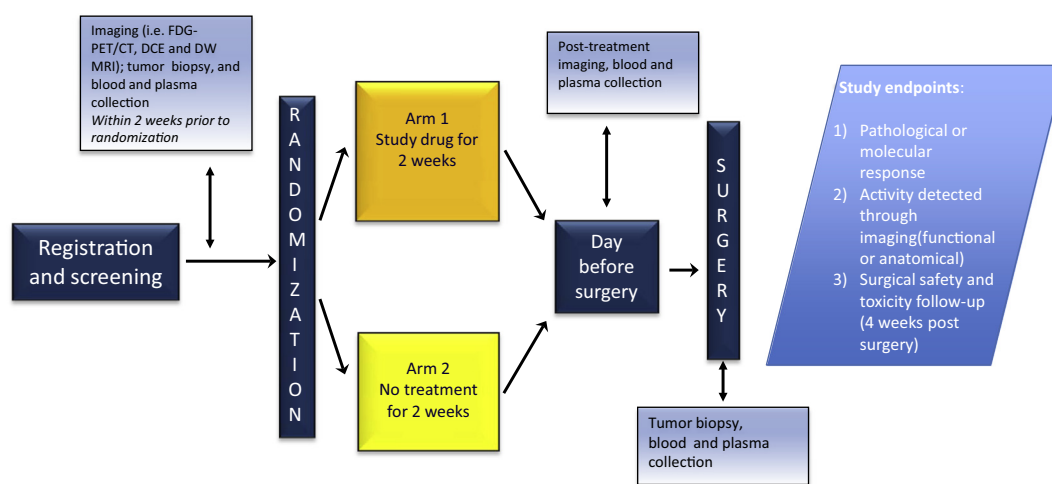 Imaging (i.e. FDG-
PET/CT, DCE and DW
MRI); tumor biopsy, and
blood and plasma
collection
Within 2 weeks prior to
randomization
Registration
and screening
RANDOMIZATION
Arm 1
Study drug for
2 weeks
Arm 2
No treatment
for 2 weeks
Post-treatment
imaging, blood and
plasma collection
Day
before
surgery
SURGERY
Tumor biopsy,
blood and plasma
collection
Study endpoints:
1) Pathological or
molecular
response
2) Activity detected
through
imaging(functional
or anatomical)
3) Surgical safety and
toxicity follow-up
(4 weeks post
surgery)